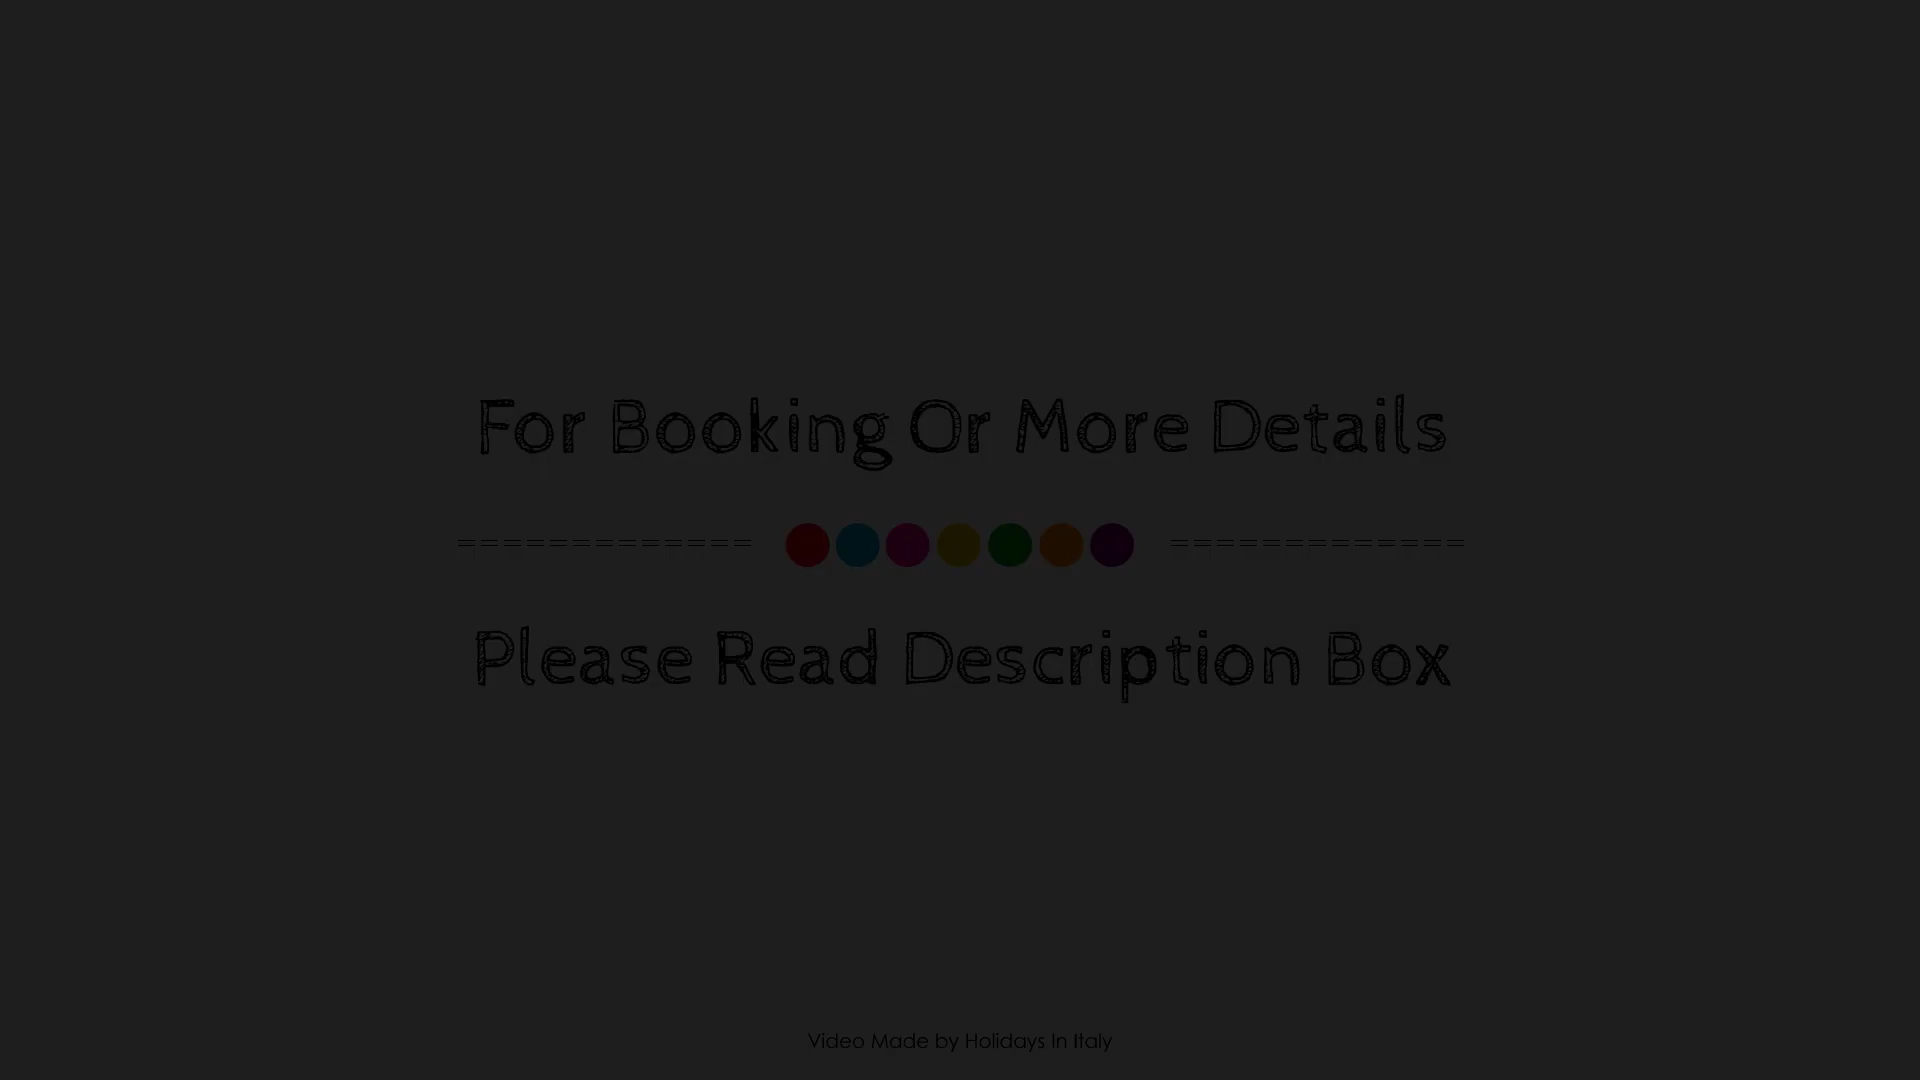 For Booking Or More Details
============= =============
Please Read Description Box
Video Made by Holidays In Italy